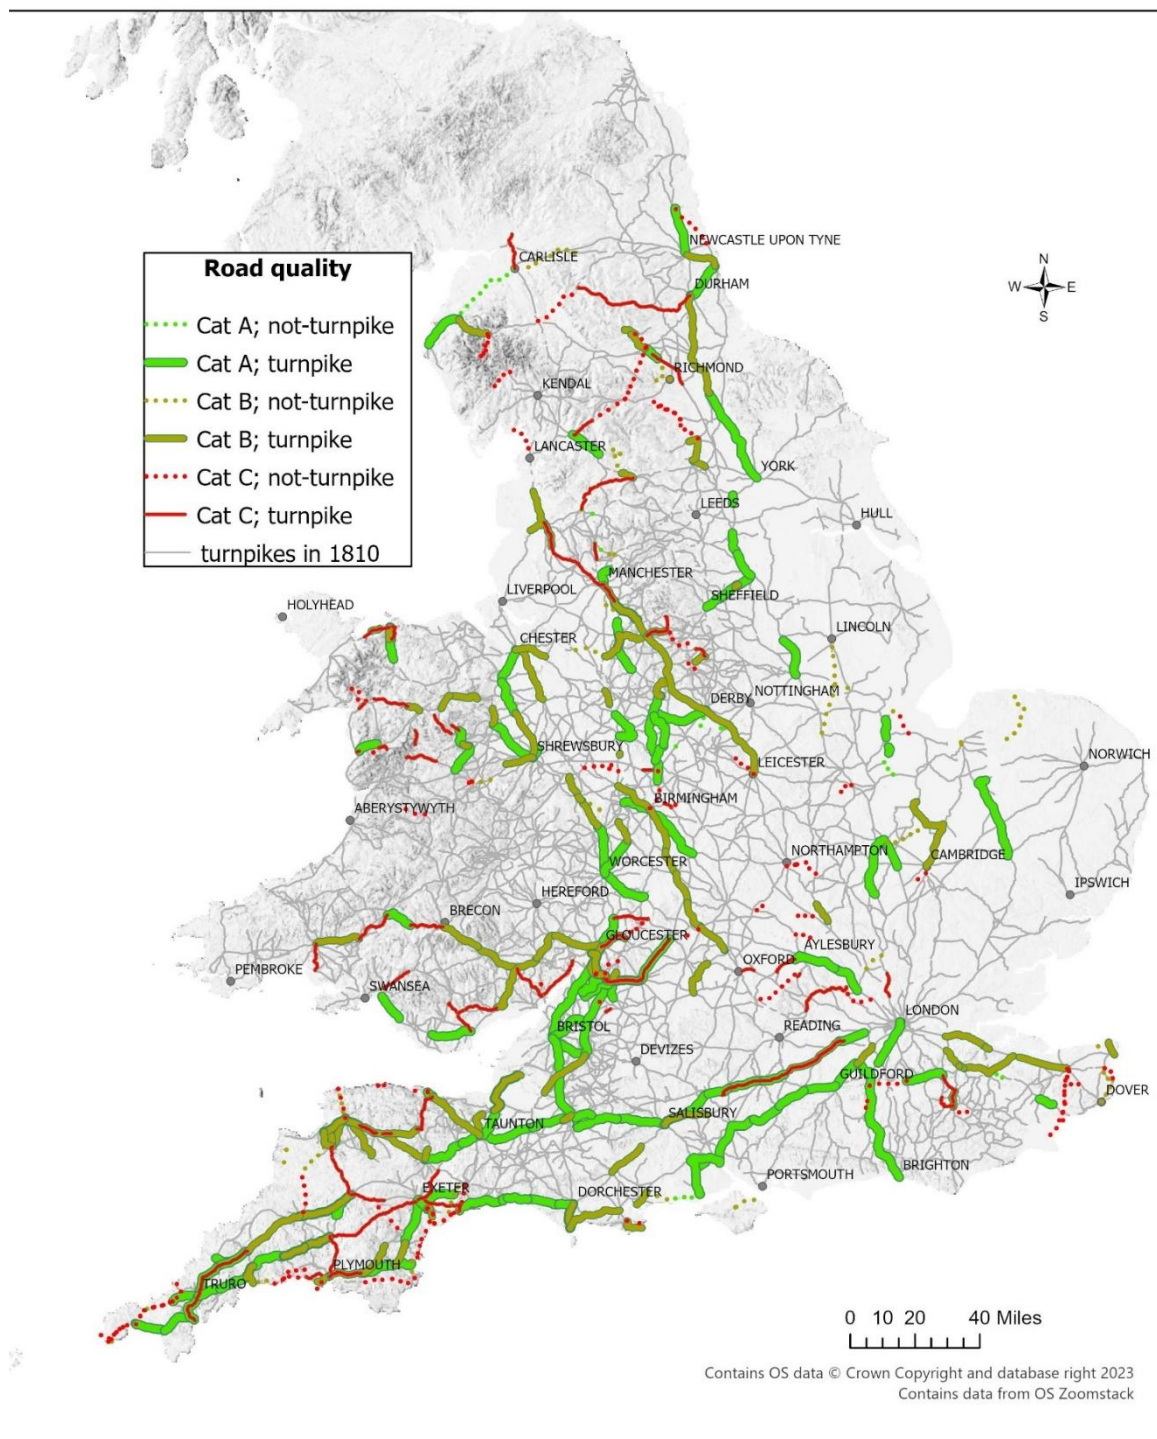 NEWCASTLE UPON TYNE
CARLISLE
DURHAM
N
W E
S
Road quality
Cat A; not-turnpike
Cat A; turnpike
Cat B; not-turnpike
Cat B; turnpike
Cat C; not-turnpike
Cat C; turnpike
turnpikes in 1810
RICHMOND
KENDAL
LANCASTER
YORK
LEEDS
HULL
MANCHESTER
LIVERPOOL
SHEFFIELD
HOLYHEAD
LINCOLN
CHESTER
DERBY
NOTTINGHAM
SHREWSBURY
LEICESTER
NORWICH
BIRMINGHAM
ABERYSTYWYTH
WORCESTER
NORTHAMPTON
CAMBRIDGE
HEREFORD
IPSWICH
BRECON
GLOUCESTER
AYLESBURY
PEMBROKE
OXFORD
SWANSEA
LONDON
BRISTOL
READING
DEVIZES
GUILDFORD
DOVER
TAUNTON
SALISBURY
PORTSMOUTH
BRIGHTON
EXETER
DORCHESTER
PLYMOUTH
TRURO
0 10 20 40 Miles
Contains OS data © Crown Copyright and database right 2023
Contains data from OS Zoomstack